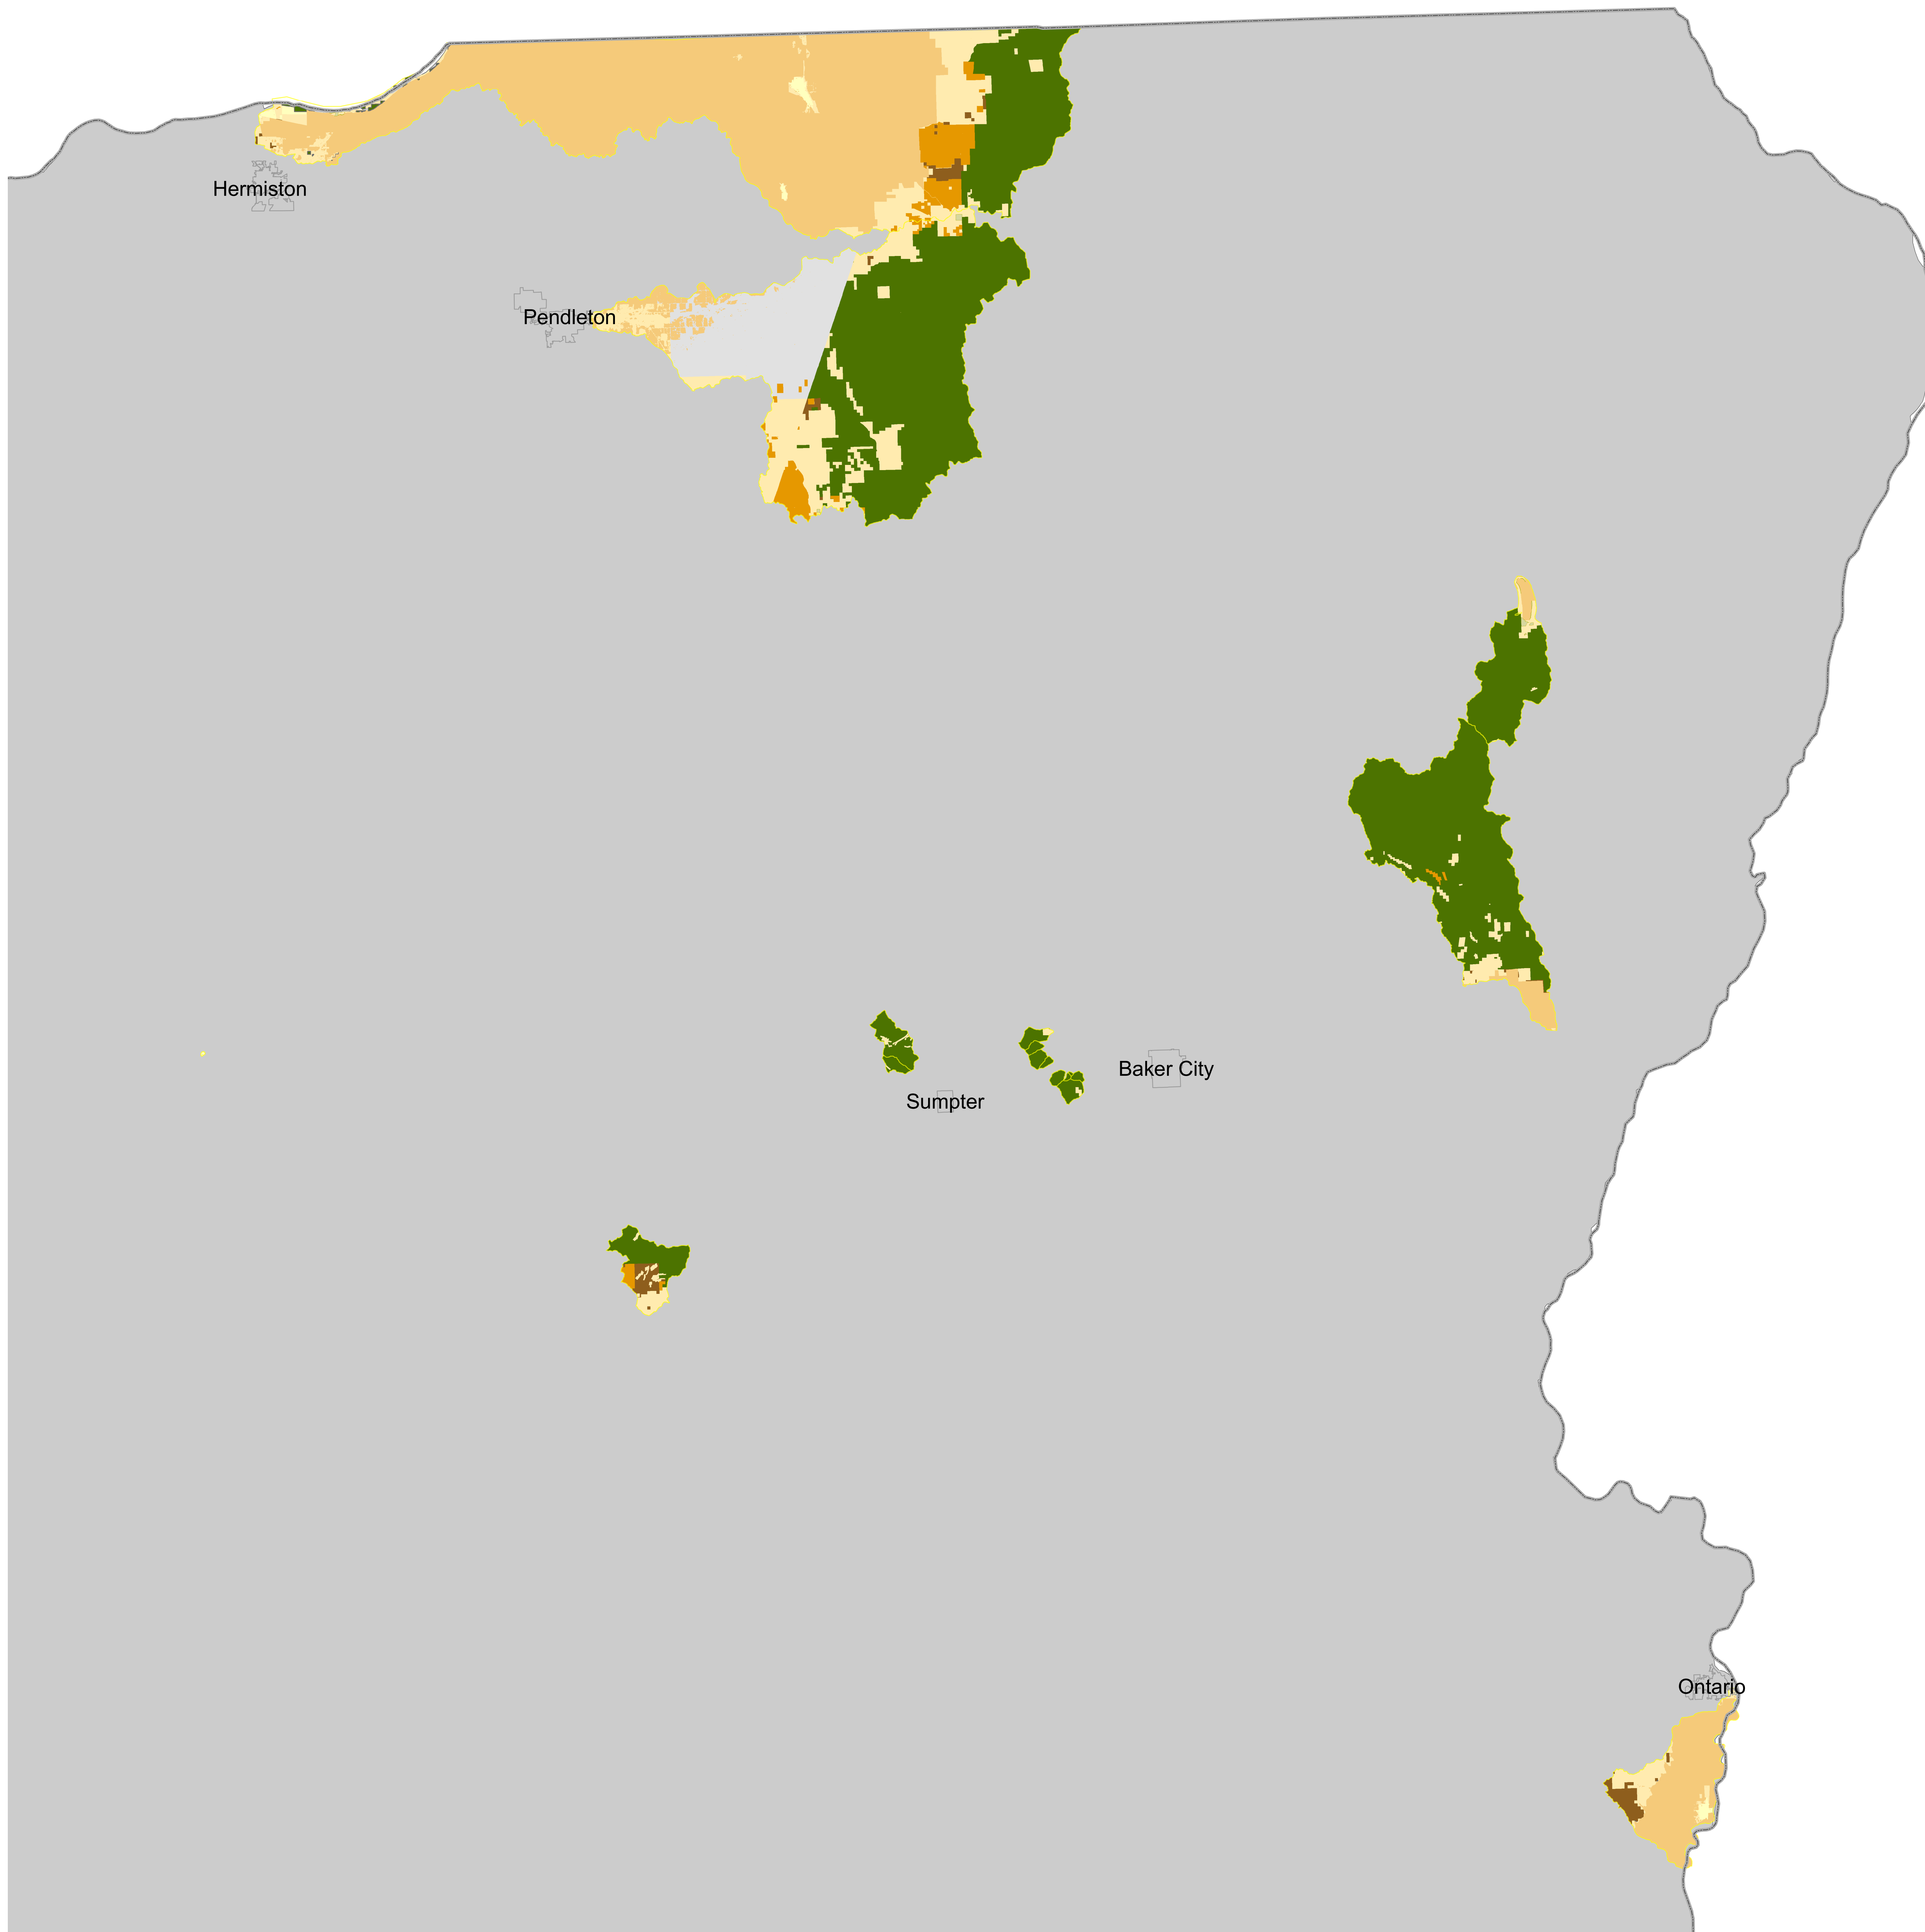 Hermiston
Pendleton
Baker City
Sumpter
Ontario